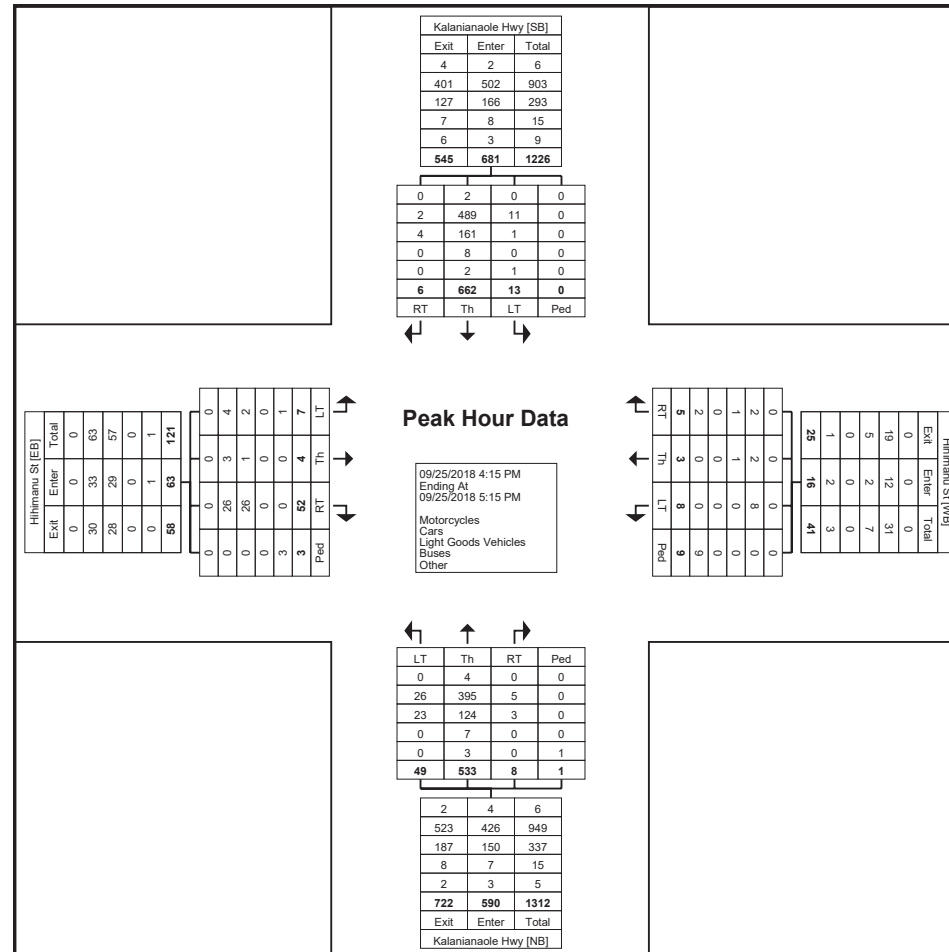 Kalanianaole Hwy [SB]
Exit Enter Total
4 2 6
401 502 903
127 166 293
7 8 15
6 3 9
545 681 1226
0 2 0 0
2 489 11 0
4 161 1 0
0 8 0 0
0 2 1 0
6 662 13 0
RT Th LT Ped
Hihimanu St [EB]
Exit Enter Total
0 0 0
30 33 63
28 29 57
0 0 0
0 1 1
58 63 121
0 0 0 0
4 3 26 0
2 1 26 0
0 0 0 0
1 0 0 3
7 4 52 3
LT Th RT Ped
Peak Hour Data
09/25/2018 4:15 PM
Ending At
09/25/2018 5:15 PM
Motorcycles
Cars
Light Goods Vehicles
Buses
Other
Hihimanu St [WB]
Exit Enter Total
0 0 0
19 12 31
5 2 7
0 0 0
1 2 3
25 16 41
0 0 0 0
2 2 8 0
1 1 0 0
0 0 0 0
2 0 0 9
5 3 8 9
RT Th LT Ped
LT Th RT Ped
0 4 0 0
26 395 5 0
23 124 3 0
0 7 0 0
0 3 0 1
49 533 8 1
2 4 6
523 426 949
187 150 337
8 7 15
2 3 5
722 590 1312
Exit Enter Total
Kalanianaole Hwy [NB]